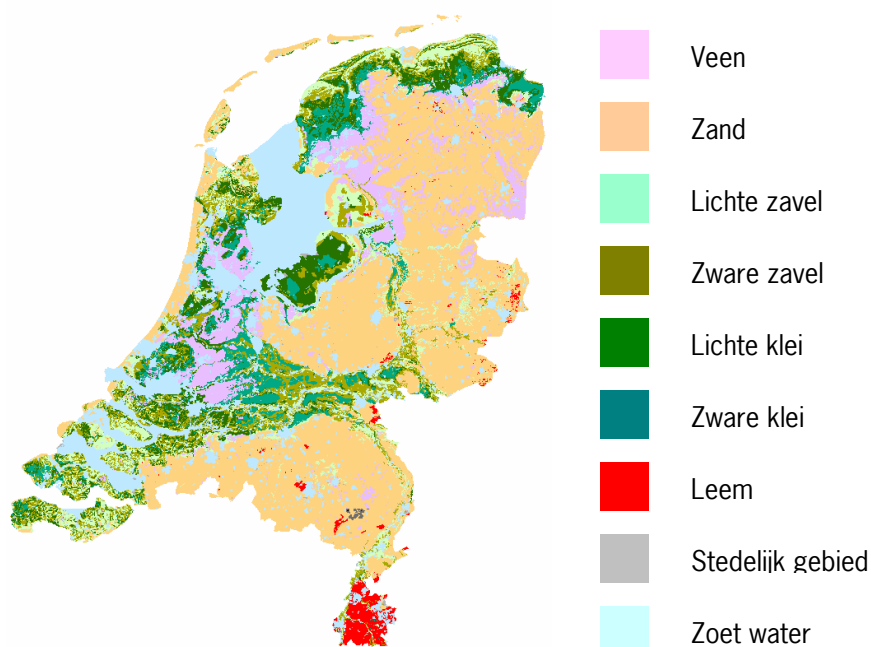 Veen
Zand
Lichte zavel
Zware zavel
Lichte klei
Zware klei
Leem
Stedelijk gebied
Zoet water